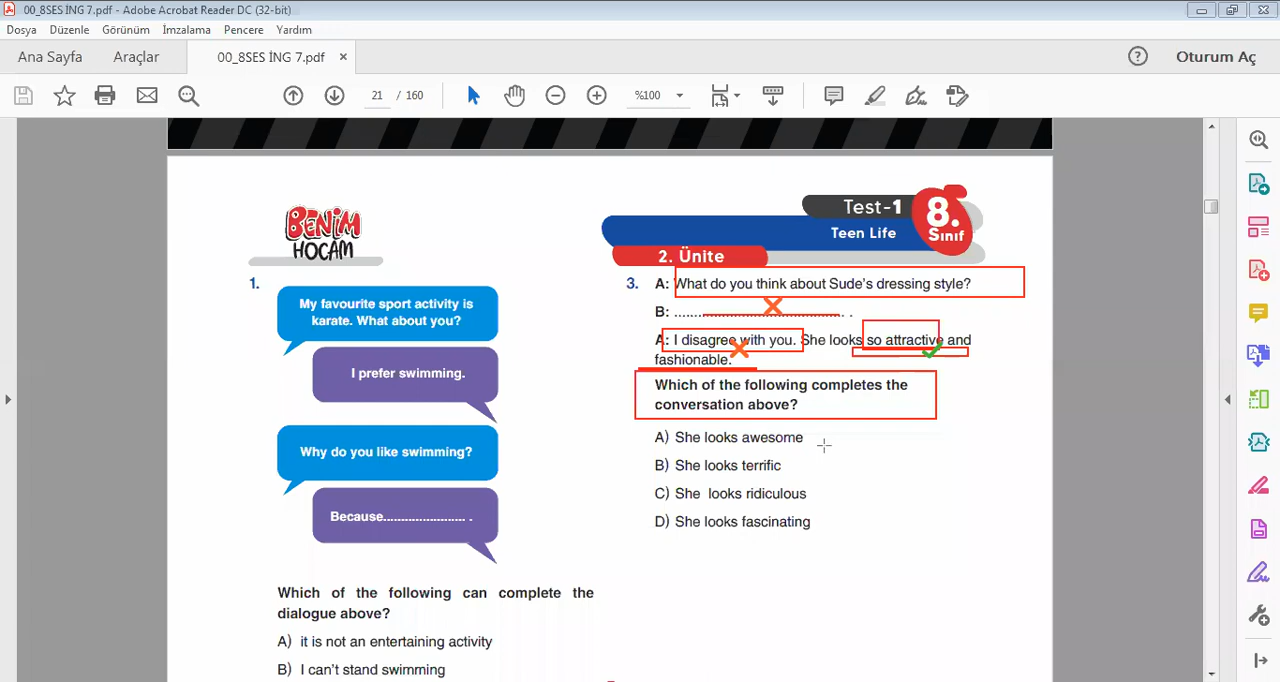 00_8SES İNG 7.pdf - Adobe Acrobat Reader DC (32-bit)
Dosya Düzenle Görünüm İmzalama Pencere Yardım
Ana Sayfa Araçlar 00_8SES İNG 7.pdf × Oturum Aç
21 / 160 %100
BENİM HOCAM
Test-1
8. Sınıf
Teen Life
2. Ünite
1.
My favourite sport activity is
karate. What about you?
I prefer swimming.
Why do you like swimming?
Because....................... .
Which of the following can complete the
dialogue above?
A) it is not an entertaining activity
B) I can't stand swimming
3. A: What do you think about Sude's dressing style?
B: ........................................ .
A: I disagree with you. She looks so attractive and
fashionable.
Which of the following completes the
conversation above?
A) She looks awesome
B) She looks terrific
C) She looks ridiculous
D) She looks fascinating